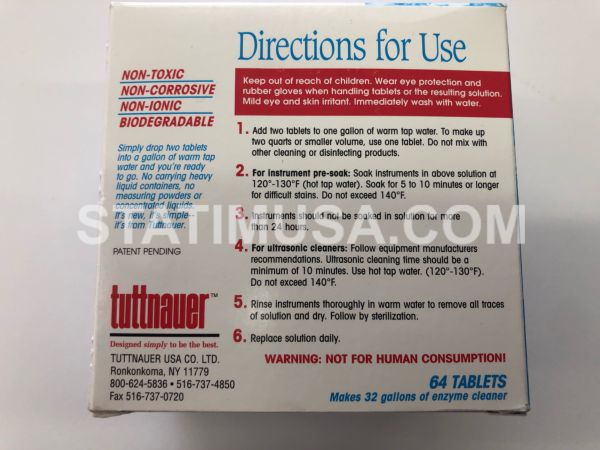 Directions for Use
NON-TOXIC
NON-CORROSIVE
NON-IONIC
BIODEGRADABLE
Simply drop two tablets
into a gallon of warm tap
water and you're ready
to go. No carrying heavy
liquid containers, no
measuring powders or
concentrated liquids.
It's new, it's simple--
it's from Tuttnauer.
PATENT PENDING
tuttnauer™
Designed simply to be the best.
TUTTNAUER USA CO. LTD.
Ronkonkoma, NY 11779
800-624-5836 • 516-737-4850
Fax 516-737-0720
Keep out of reach of children. Wear eye protection and
rubber gloves when handling tablets or the resulting solution.
Mild eye and skin irritant. Immediately wash with water.
1. Add two tablets to one gallon of warm tap water. To make up
two quarts or smaller volume, use one tablet. Do not mix with
other cleaning or disinfecting products.
2. For instrument pre-soak: Soak instruments in above solution at
120°-130°F (hot tap water). Soak for 5 to 10 minutes or longer
for difficult stains. Do not exceed 140°F.
3. Instruments should not be soaked in solution for more
than 24 hours.
4. For ultrasonic cleaners: Follow equipment manufacturers
recommendations. Ultrasonic cleaning time should be a
minimum of 10 minutes. Use hot tap water. (120°-130°F).
Do not exceed 140°F.
5. Rinse instruments thoroughly in warm water to remove all traces
of solution and dry. Follow by sterilization.
6. Replace solution daily.
WARNING: NOT FOR HUMAN CONSUMPTION!
64 TABLETS
Makes 32 gallons of enzyme cleaner
STATIMUSA.COM